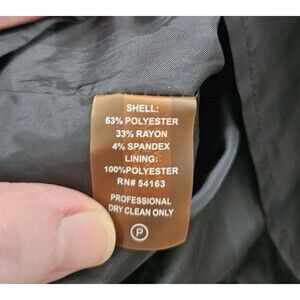 SHELL:
63% POLYESTER
33% RAYON
4% SPANDEX
LINING:
100%POLYESTER
RN# 54163
PROFESSIONAL
DRY CLEAN ONLY
P